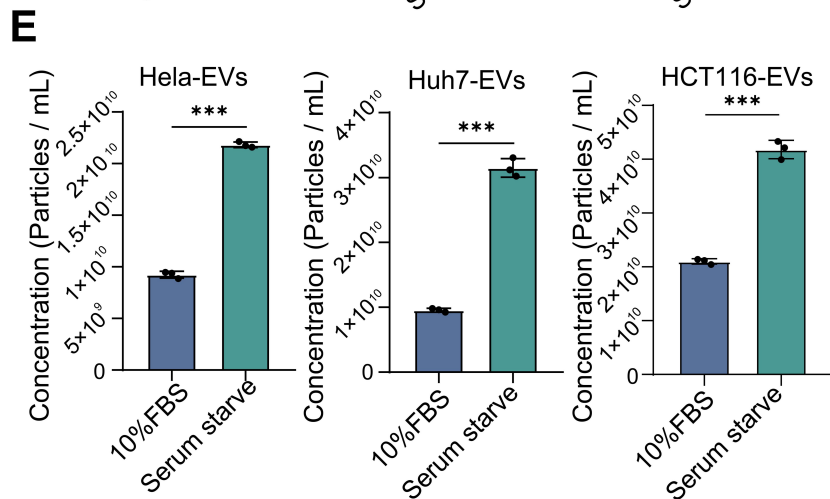 E
Hela-EVs
Concentration (Particles / mL)
2.5×10¹⁰
2×10¹⁰
1.5×10¹⁰
1×10¹⁰
5×10⁹
0
***
10%FBS
Serum starve
Huh7-EVs
Concentration (Particles / mL)
4×10¹⁰
3×10¹⁰
2×10¹⁰
1×10¹⁰
0
***
10%FBS
Serum starve
HCT116-EVs
Concentration (Particles / mL)
5×10¹⁰
4×10¹⁰
3×10¹⁰
2×10¹⁰
1×10¹⁰
0
***
10%FBS
Serum starve